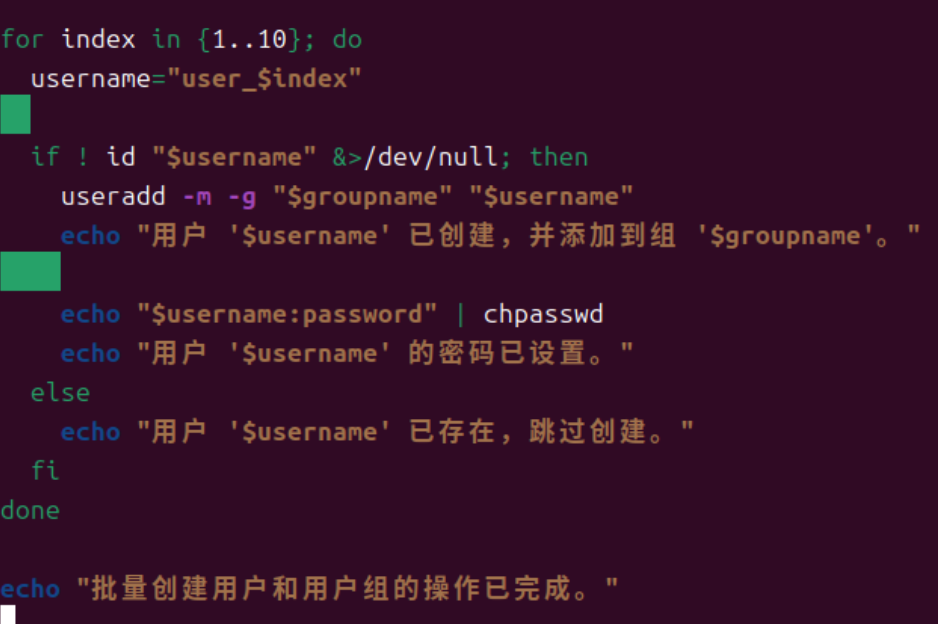 for index in {1..10}; do
  username="user_$index"
  if ! id "$username" &>/dev/null; then
    useradd -m -g "$groupname" "$username"
    echo "用户 '$username' 已创建，并添加到组 '$groupname'。"
    echo "$username:password" | chpasswd
    echo "用户 '$username' 的密码已设置。"
  else
    echo "用户 '$username' 已存在，跳过创建。"
  fi
done
echo "批量创建用户和用户组的操作已完成。"